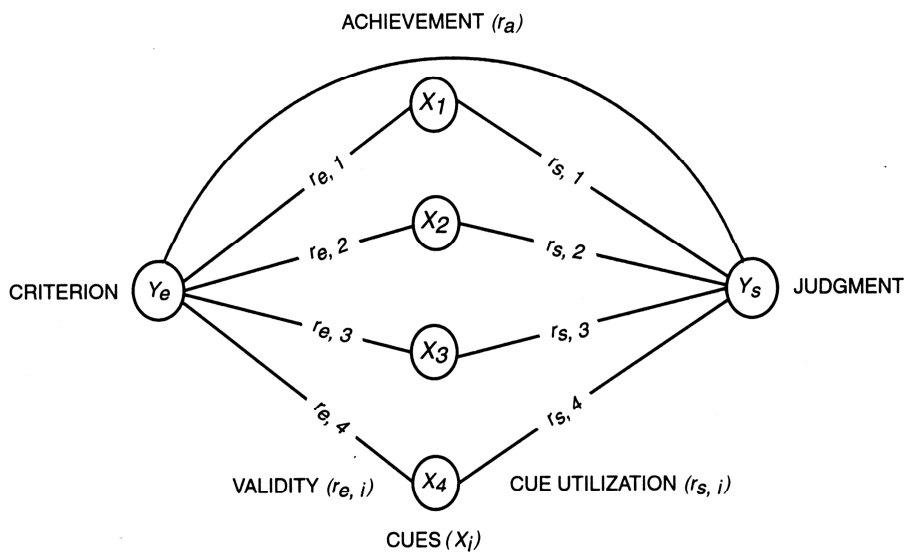 ACHIEVEMENT (ra)
X1
re, 1
rs, 1
X2
re, 2
rs, 2
CRITERION
Ye
Ys
JUDGMENT
re, 3
rs, 3
X3
re, 4
rs, 4
VALIDITY (re, i)
X4
CUE UTILIZATION (rs, i)
CUES (Xi)